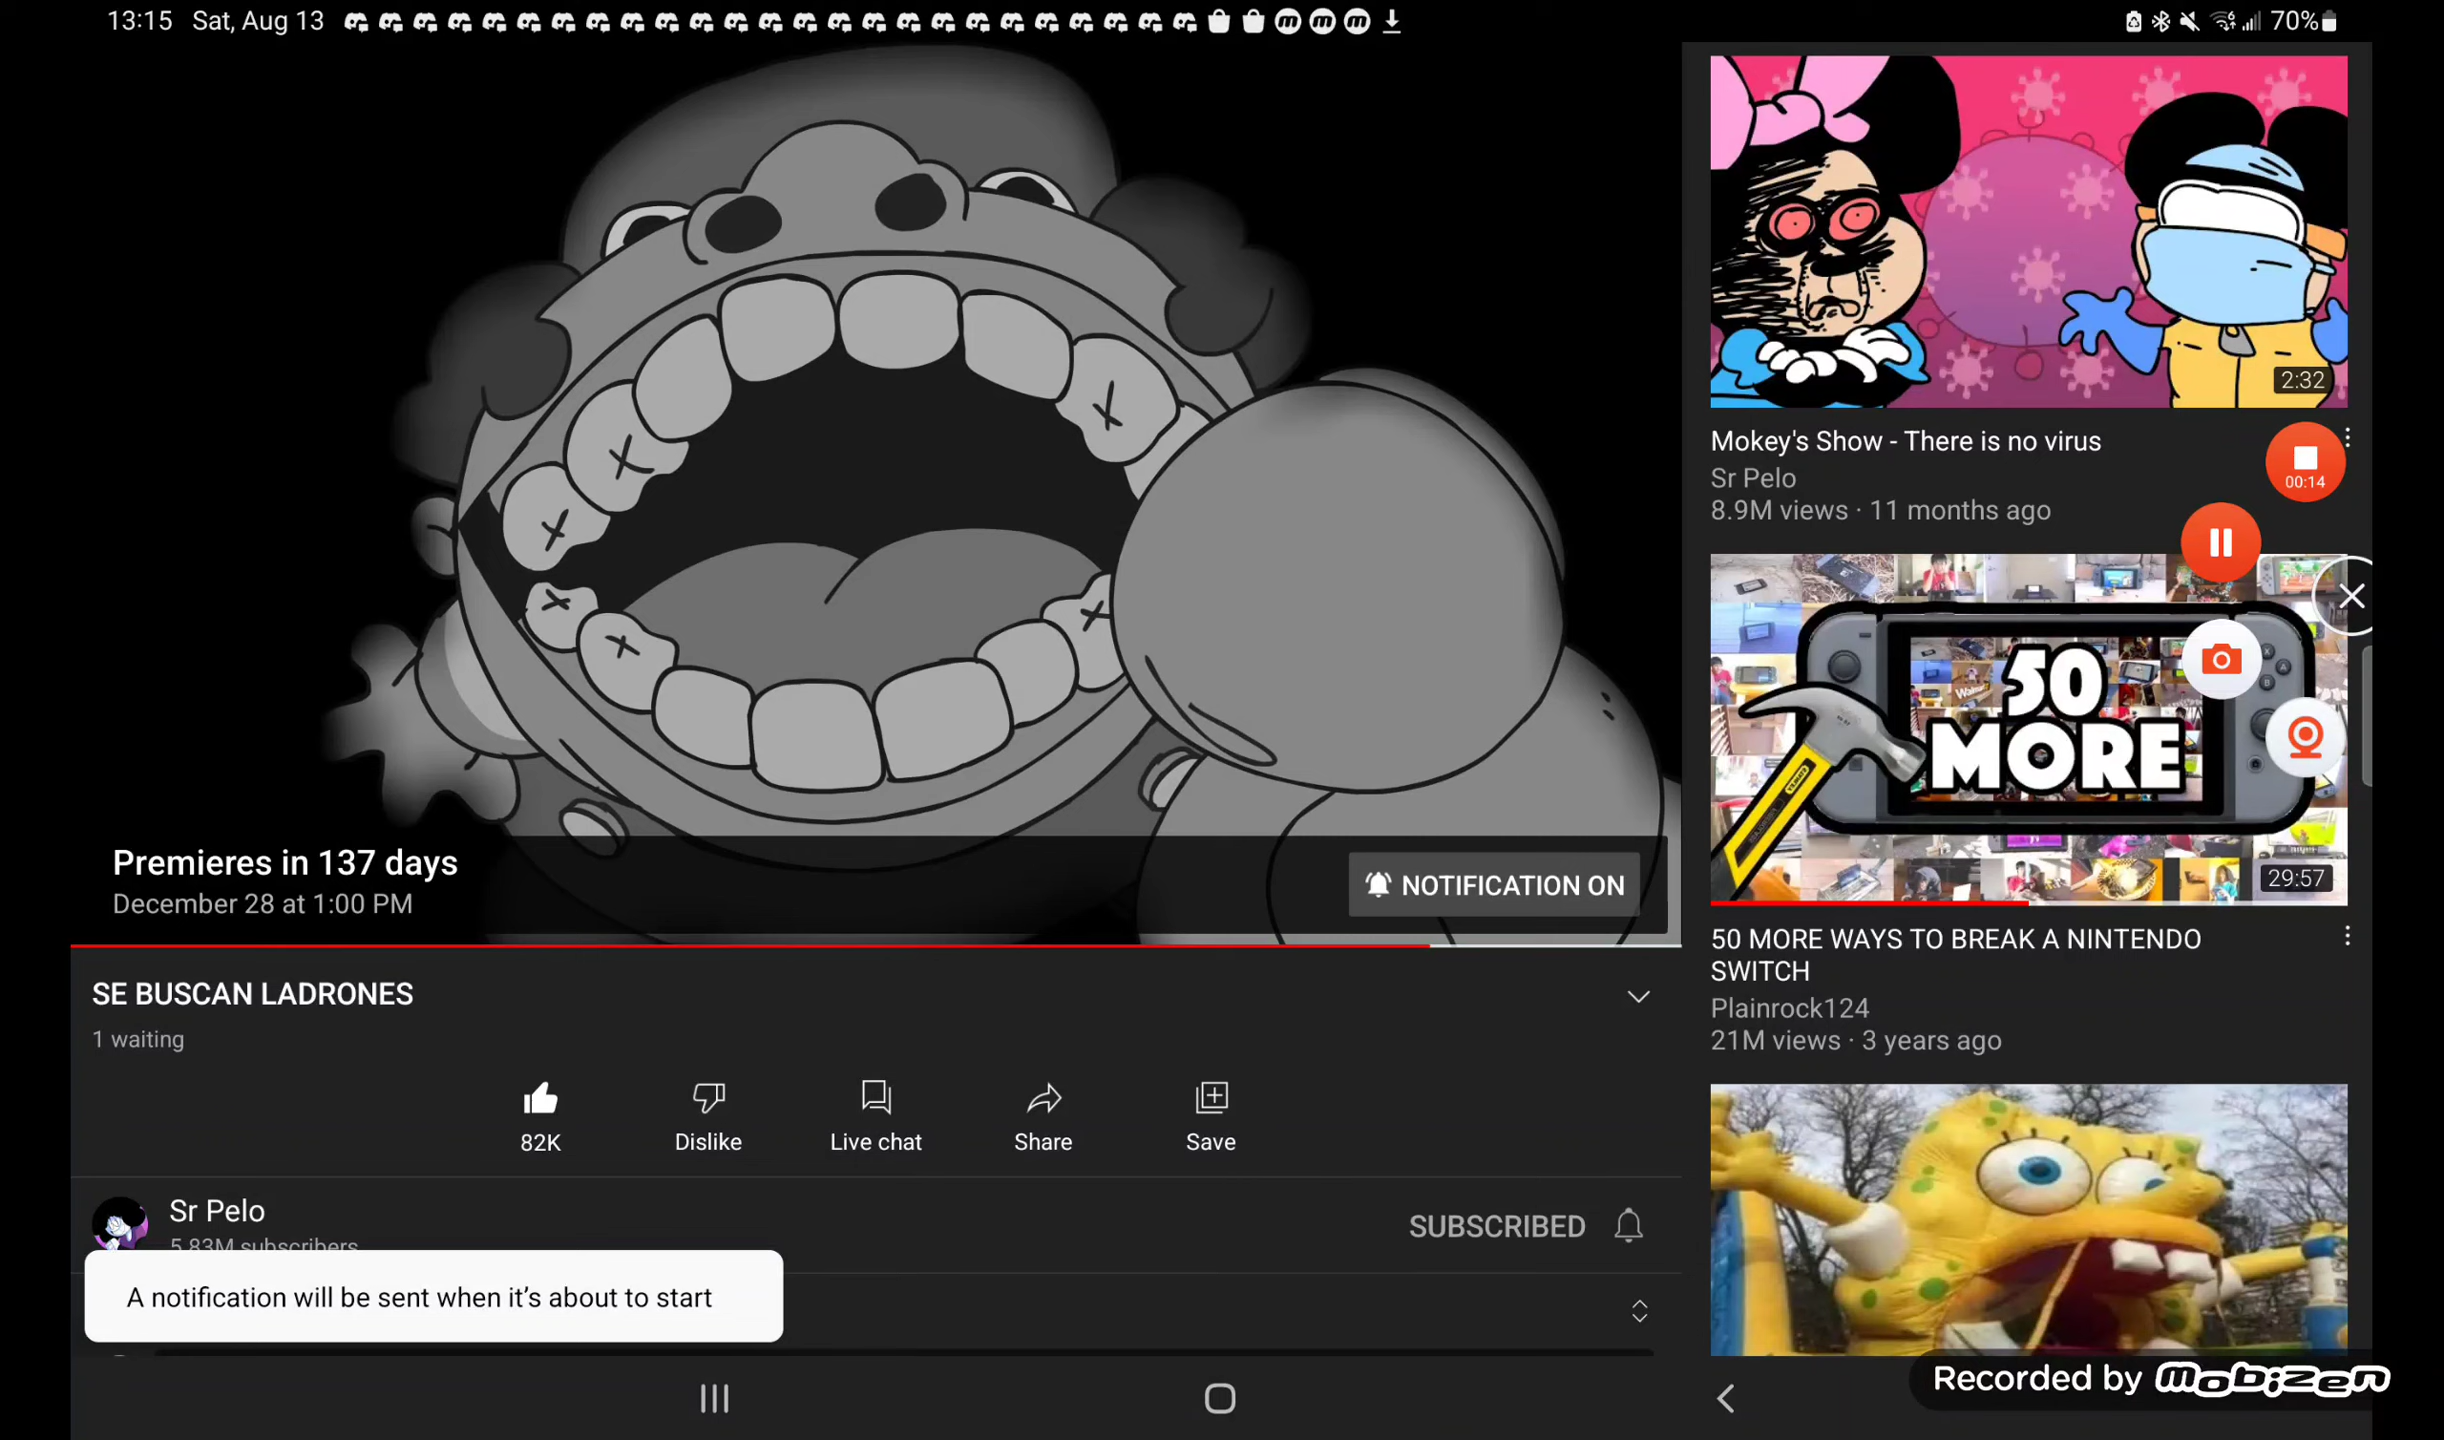 13:15 Sat, Aug 13
70%
Premieres in 137 days
December 28 at 1:00 PM
NOTIFICATION ON
SE BUSCAN LADRONES
1 waiting
82K
Dislike
Live chat
Share
Save
Sr Pelo
5.83M subscribers
SUBSCRIBED
A notification will be sent when it's about to start
2:32
Mokey's Show - There is no virus
Sr Pelo
8.9M views · 11 months ago
00:14
50
MORE
29:57
50 MORE WAYS TO BREAK A NINTENDO
SWITCH
Plainrock124
21M views · 3 years ago
Recorded by mobizen